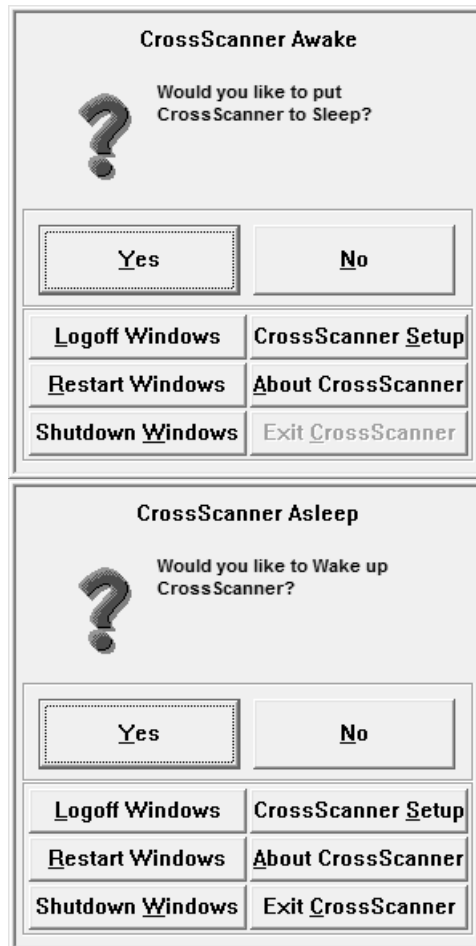 CrossScanner Awake
Would you like to put
CrossScanner to Sleep?
Yes No
Logoff Windows CrossScanner Setup
Restart Windows About CrossScanner
Shutdown Windows Exit CrossScanner
CrossScanner Asleep
Would you like to Wake up
CrossScanner?
Yes No
Logoff Windows CrossScanner Setup
Restart Windows About CrossScanner
Shutdown Windows Exit CrossScanner